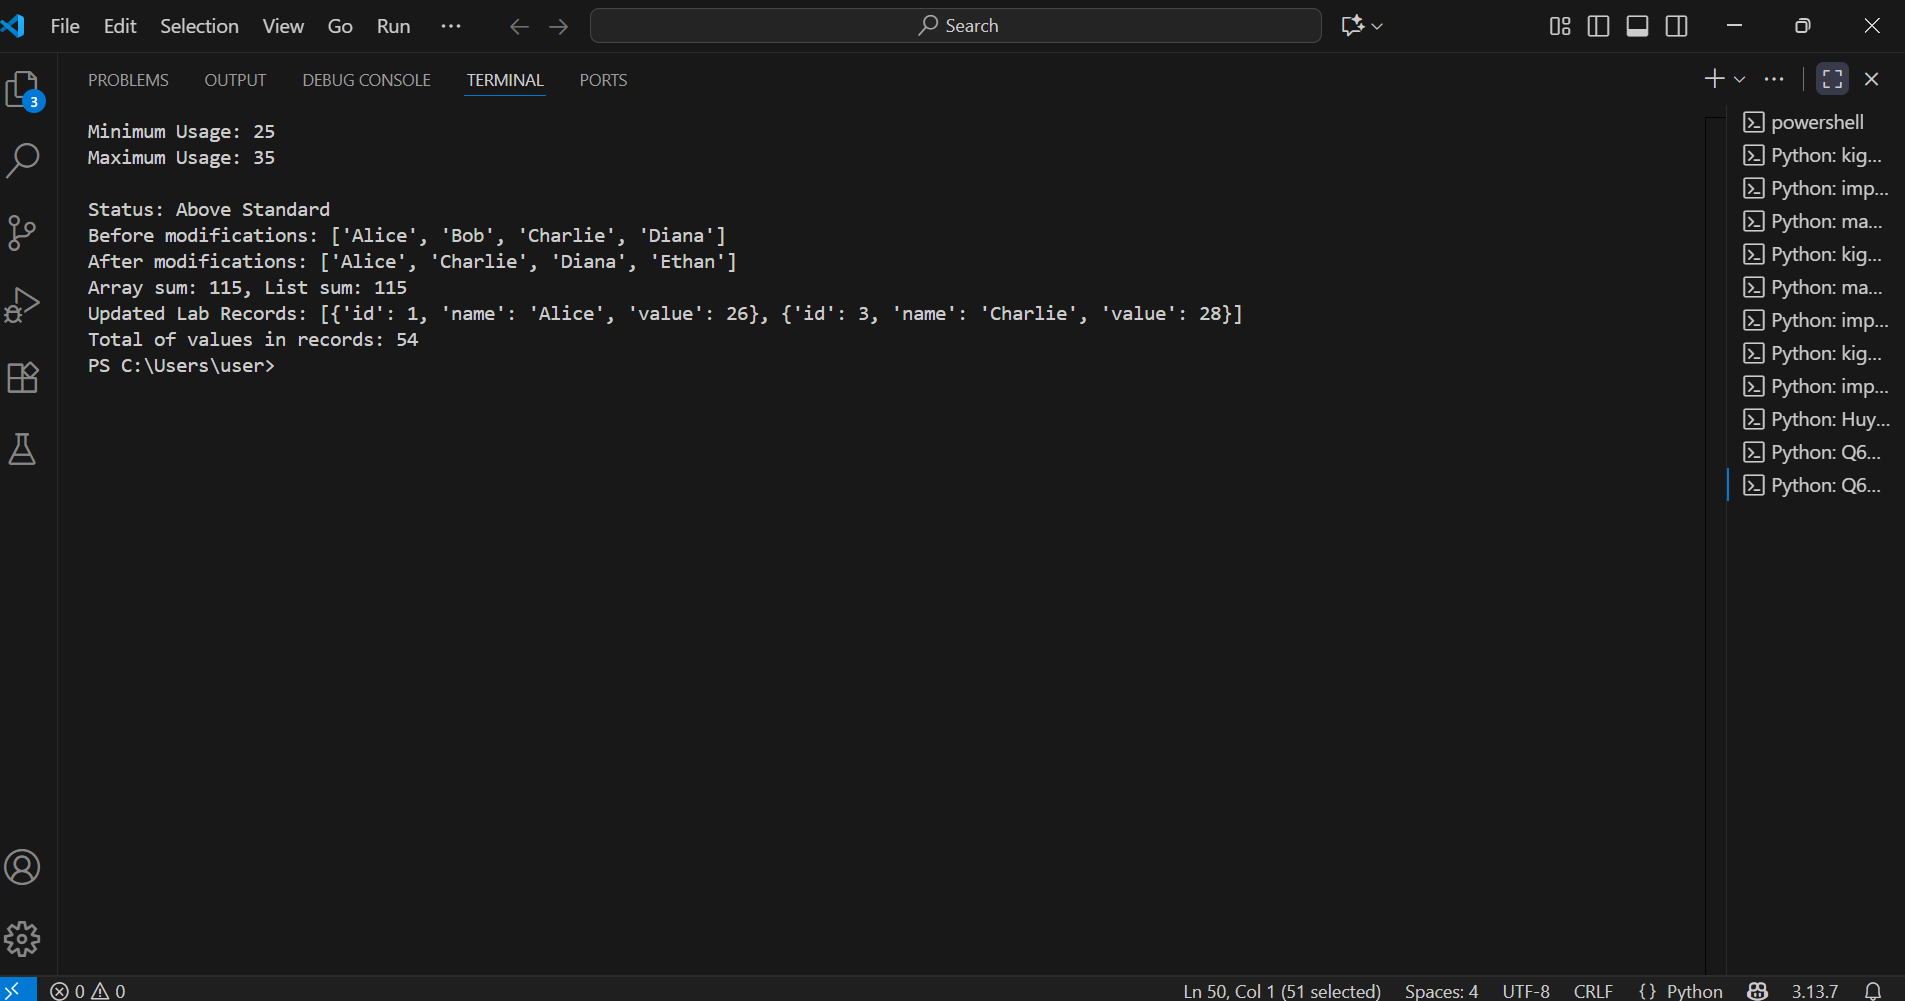 File Edit Selection View Go Run ··· Search
PROBLEMS OUTPUT DEBUG CONSOLE TERMINAL PORTS
3
Minimum Usage: 25
Maximum Usage: 35
Status: Above Standard
Before modifications: ['Alice', 'Bob', 'Charlie', 'Diana']
After modifications: ['Alice', 'Charlie', 'Diana', 'Ethan']
Array sum: 115, List sum: 115
Updated Lab Records: [{'id': 1, 'name': 'Alice', 'value': 26}, {'id': 3, 'name': 'Charlie', 'value': 28}]
Total of values in records: 54
PS C:\Users\user>
powershell
Python: kig...
Python: imp...
Python: ma...
Python: kig...
Python: ma...
Python: imp...
Python: kig...
Python: imp...
Python: Huy...
Python: Q6...
Python: Q6...
0 0 Ln 50, Col 1 (51 selected) Spaces: 4 UTF-8 CRLF {} Python 3.13.7